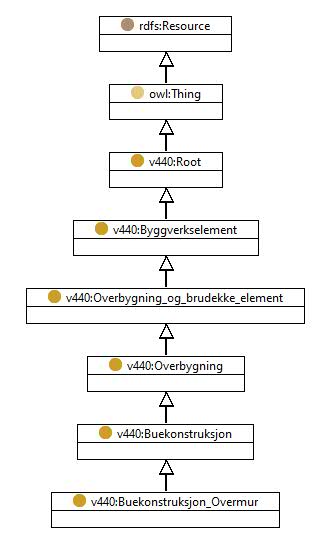 rdfs:Resource
owl:Thing
v440:Root
v440:Byggverkselement
v440:Overbygning_og_brudekke_element
v440:Overbygning
v440:Buekonstruksjon
v440:Buekonstruksjon_Overmur